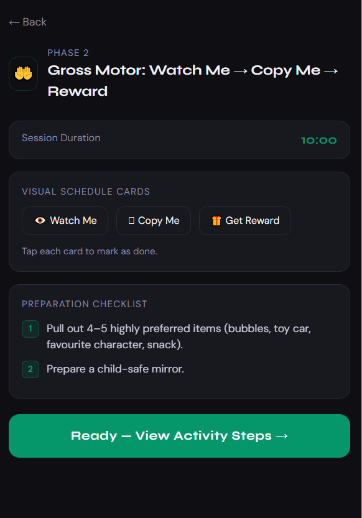 ← Back
PHASE 2
Gross Motor: Watch Me → Copy Me →
Reward
Session Duration
10:00
VISUAL SCHEDULE CARDS
Watch Me
Copy Me
Get Reward
Tap each card to mark as done.
PREPARATION CHECKLIST
1 Pull out 4–5 highly preferred items (bubbles, toy car,
favourite character, snack).
2 Prepare a child-safe mirror.
Ready — View Activity Steps →